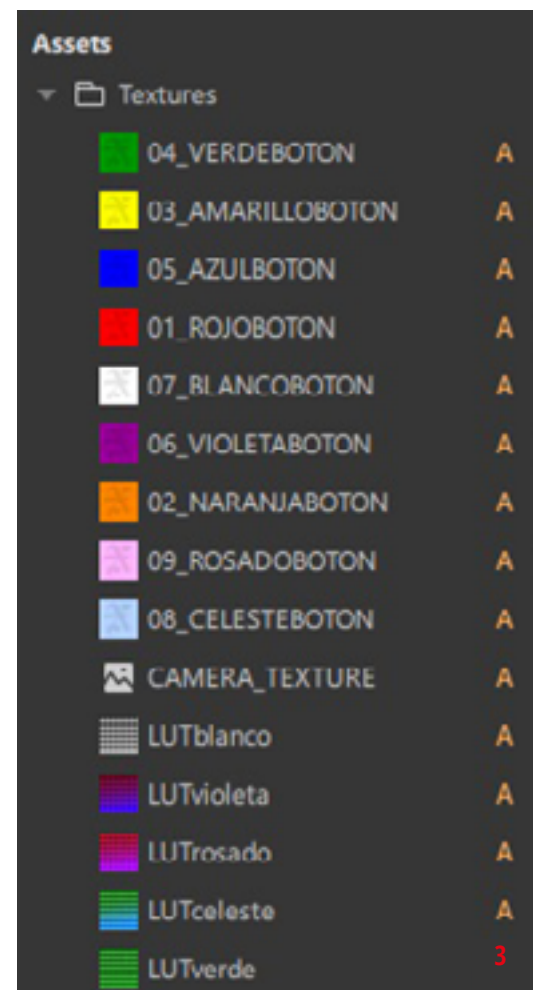 Assets
Textures
04_VERDEBOTON A
03_AMARILLOBOTON A
05_AZULBOTON A
01_ROJOBOTON A
07_BLANCOBOTON A
06_VIOLETABOTON A
02_NARANJABOTON A
09_ROSADOBOTON A
08_CELESTEBOTON A
CAMERA_TEXTURE A
LUTblanco A
LUTvioleta A
LUTrosado A
LUTceleste A
LUTverde 3